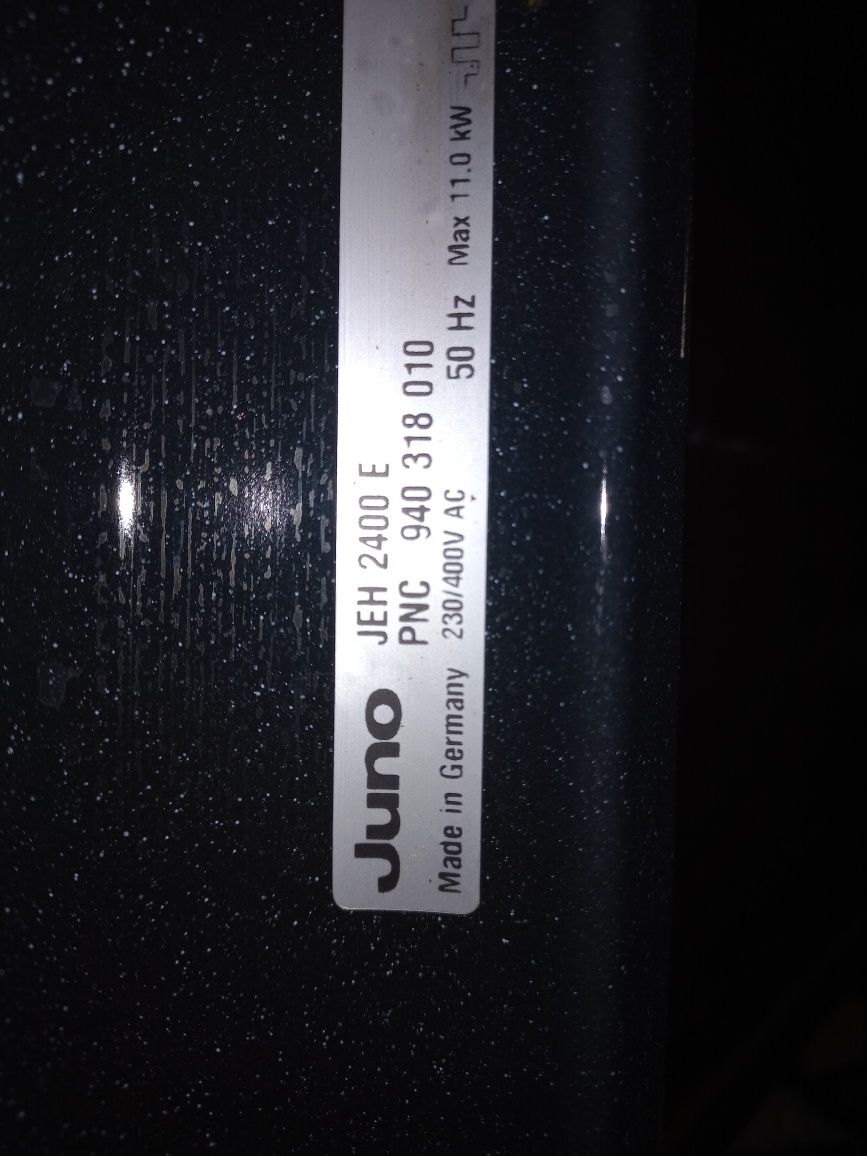 Juno
JEH 2400 E
PNC 940 318 010
Made in Germany 230/400V AC 50 Hz Max 11.0 kW